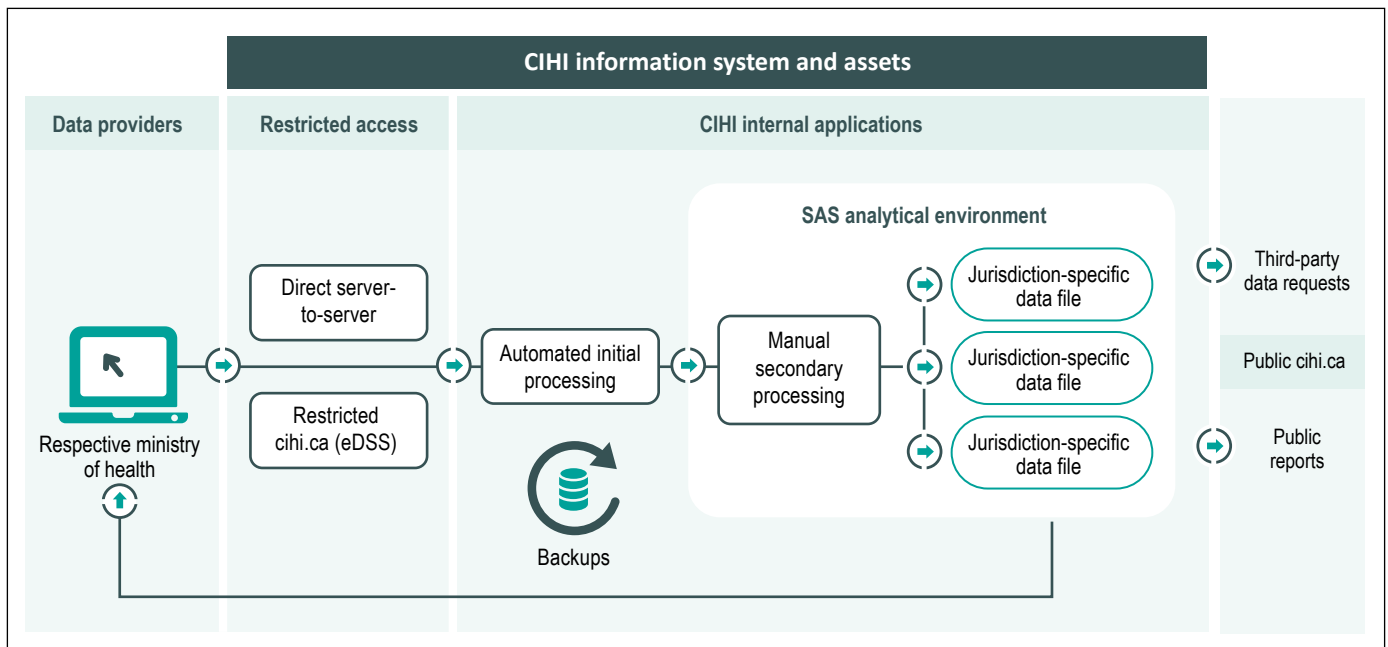 CIHI information system and assets
Data providers
Restricted access
CIHI internal applications
SAS analytical environment
Direct server-
to-server
Restricted
cihi.ca (eDSS)
Respective ministry
of health
Automated initial
processing
Backups
Manual
secondary
processing
Jurisdiction-specific
data file
Jurisdiction-specific
data file
Jurisdiction-specific
data file
Third-party
data requests
Public cihi.ca
Public
reports